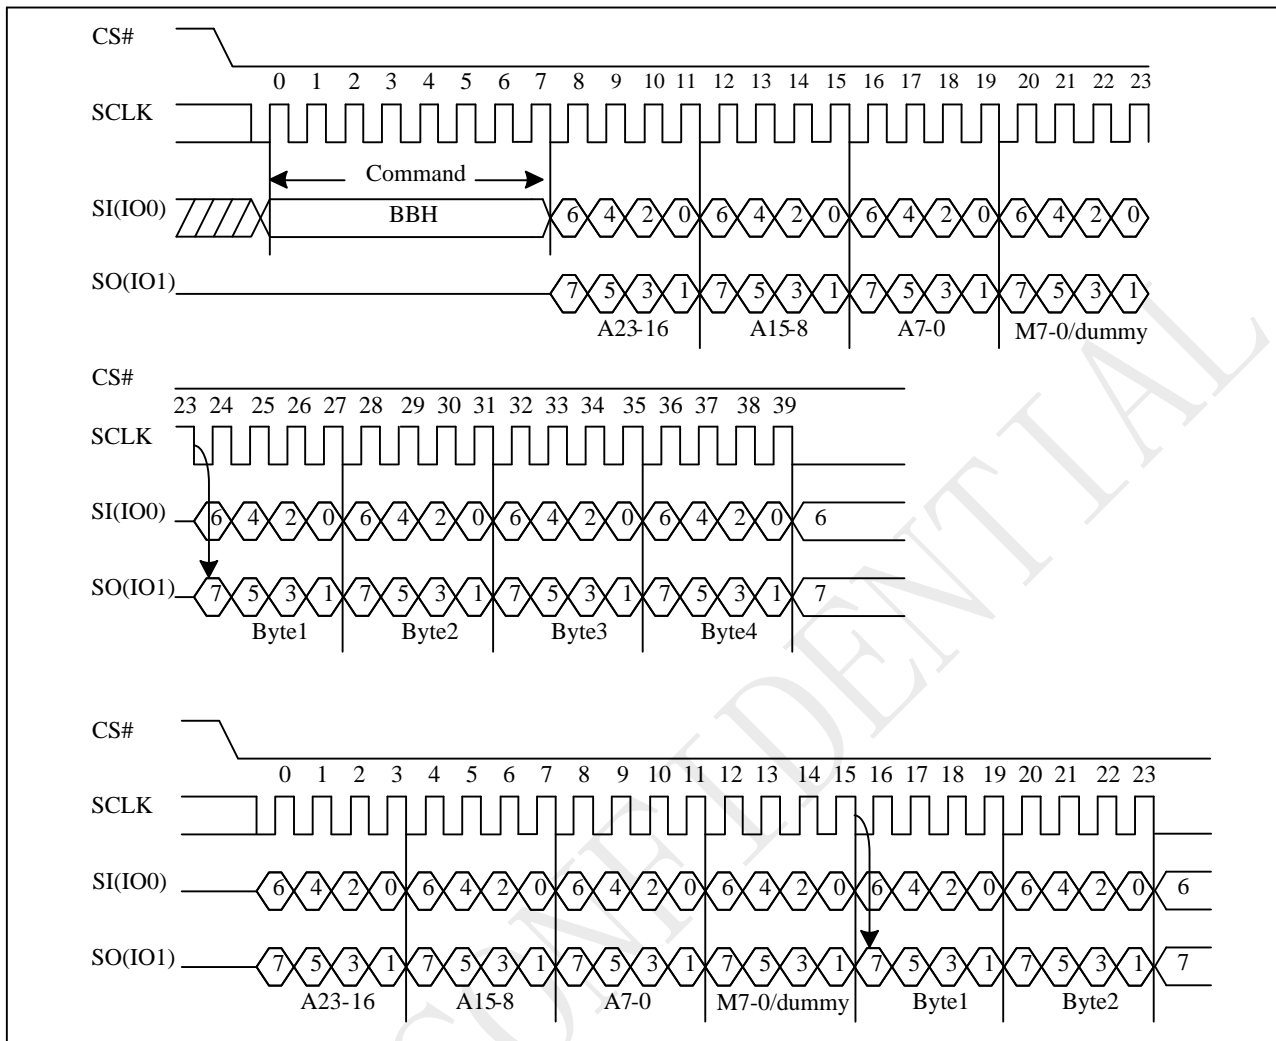 CS#
0 1 2 3 4 5 6 7 8 9 10 11 12 13 14 15 16 17 18 19 20 21 22 23
SCLK
Command
SI(IO0) BBH 6 4 2 0 6 4 2 0 6 4 2 0 6 4 2 0
SO(IO1) 7 5 3 1 7 5 3 1 7 5 3 1 7 5 3 1
A23-16 A15-8 A7-0 M7-0/dummy
CS#
23 24 25 26 27 28 29 30 31 32 33 34 35 36 37 38 39
SCLK
SI(IO0) 6 4 2 0 6 4 2 0 6 4 2 0 6 4 2 0 6
SO(IO1) 7 5 3 1 7 5 3 1 7 5 3 1 7 5 3 1 7
Byte1 Byte2 Byte3 Byte4
CS#
0 1 2 3 4 5 6 7 8 9 10 11 12 13 14 15 16 17 18 19 20 21 22 23
SCLK
SI(IO0) 6 4 2 0 6 4 2 0 6 4 2 0 6 4 2 0 6 4 2 0 6 4 2 0 6
SO(IO1) 7 5 3 1 7 5 3 1 7 5 3 1 7 5 3 1 7 5 3 1 7 5 3 1 7
A23-16 A15-8 A7-0 M7-0/dummy Byte1 Byte2
CONFIDENTIAL